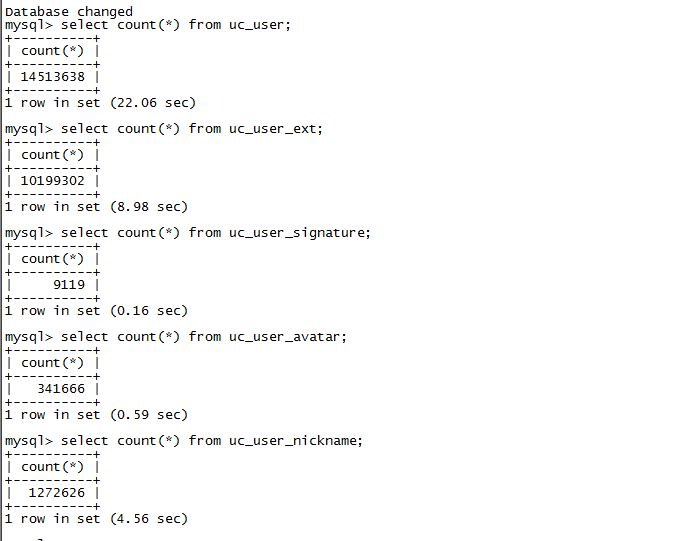 Database changed
mysql> select count(*) from uc_user;
+----------+
| count(*) |
+----------+
| 14513638 |
+----------+
1 row in set (22.06 sec)

mysql> select count(*) from uc_user_ext;
+----------+
| count(*) |
+----------+
| 10199302 |
+----------+
1 row in set (8.98 sec)

mysql> select count(*) from uc_user_signature;
+----------+
| count(*) |
+----------+
|     9119 |
+----------+
1 row in set (0.16 sec)

mysql> select count(*) from uc_user_avatar;
+----------+
| count(*) |
+----------+
|   341666 |
+----------+
1 row in set (0.59 sec)

mysql> select count(*) from uc_user_nickname;
+----------+
| count(*) |
+----------+
|  1272626 |
+----------+
1 row in set (4.56 sec)